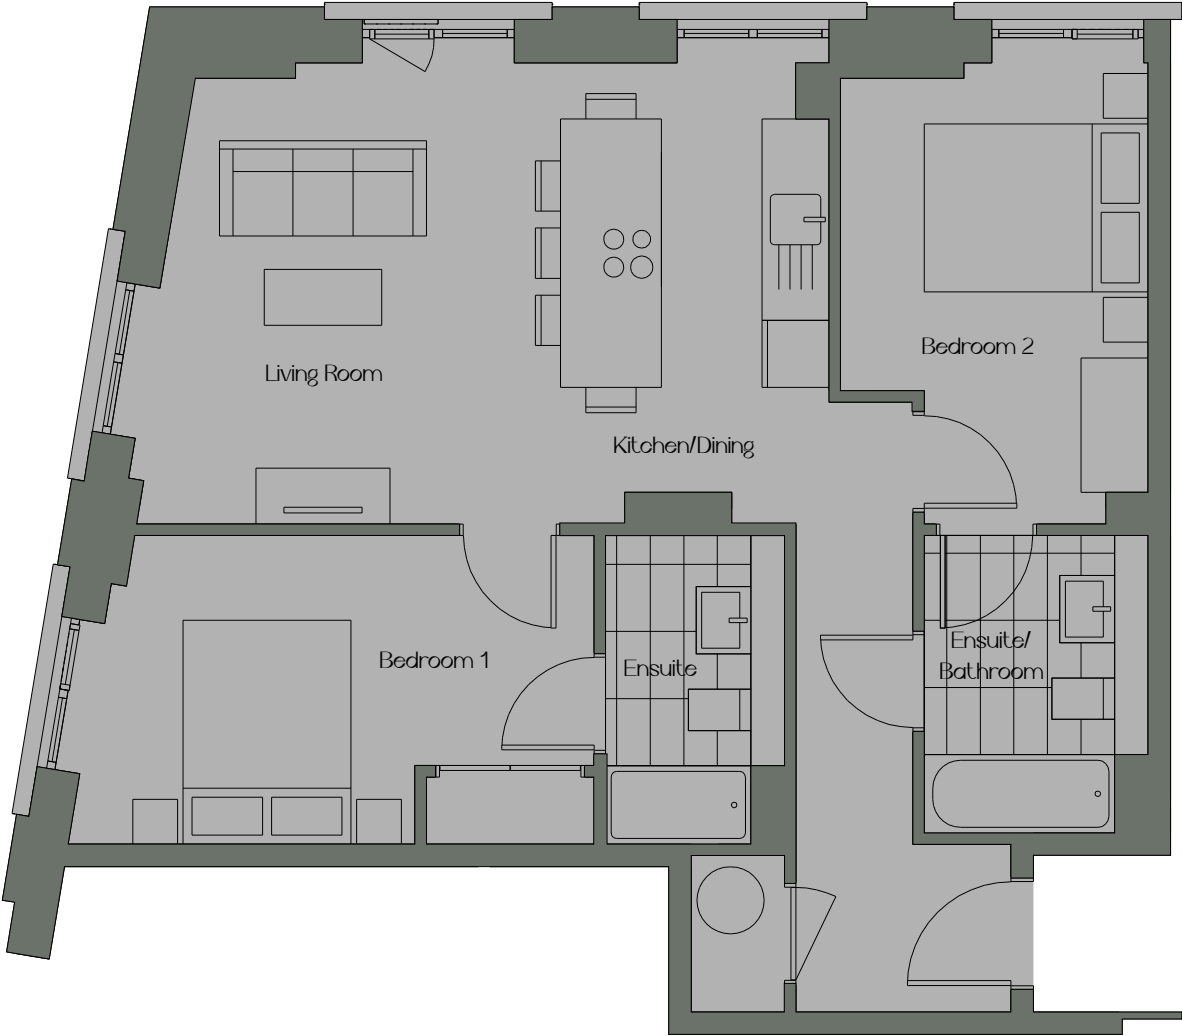 Bedroom 2
Living Room
Kitchen/Dining
Ensuite/
Bathroom
Bedroom 1
Ensuite